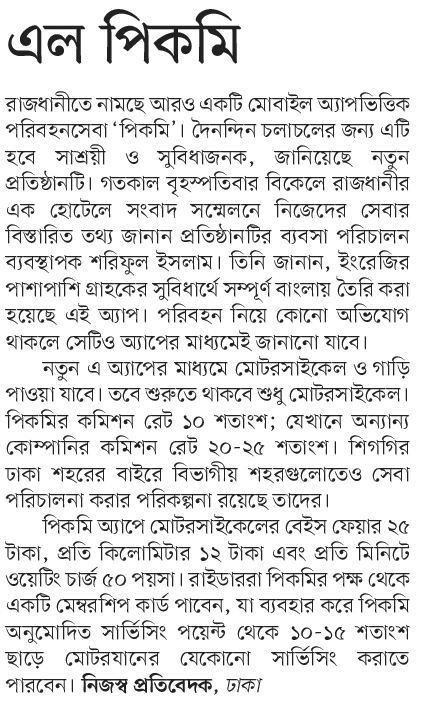 এল পিকমি
রাজধানীতে নামছে আরও একটি মোবাইল অ্যাপভিত্তিক
পরিবহনসেবা ‘পিকমি’। দৈনন্দিন চলাচলের জন্য এটি
হবে সাশ্রয়ী ও সুবিধাজনক, জানিয়েছে নতুন
প্রতিষ্ঠানটি। গতকাল বৃহস্পতিবার বিকেলে রাজধানীর
এক হোটেলে সংবাদ সম্মেলনে নিজেদের সেবার
বিস্তারিত তথ্য জানান প্রতিষ্ঠানটির ব্যবসা পরিচালন
ব্যবস্থাপক শরিফুল ইসলাম। তিনি জানান, ইংরেজির
পাশাপাশি গ্রাহকের সুবিধার্থে সম্পূর্ণ বাংলায় তৈরি করা
হয়েছে এই অ্যাপ। পরিবহন নিয়ে কোনো অভিযোগ
থাকলে সেটিও অ্যাপের মাধ্যমেই জানানো যাবে।
নতুন এ অ্যাপের মাধ্যমে মোটরসাইকেল ও গাড়ি
পাওয়া যাবে। তবে শুরুতে থাকবে শুধু মোটরসাইকেল।
পিকমির কমিশন রেট ১০ শতাংশ; যেখানে অন্যান্য
কোম্পানির কমিশন রেট ২০-২৫ শতাংশ। শিগগির
ঢাকা শহরের বাইরে বিভাগীয় শহরগুলোতেও সেবা
পরিচালনা করার পরিকল্পনা রয়েছে তাদের।
পিকমি অ্যাপে মোটরসাইকেলের বেইস ফেয়ার ২৫
টাকা, প্রতি কিলোমিটার ১২ টাকা এবং প্রতি মিনিটে
ওয়েটিং চার্জ ৫০ পয়সা। রাইডাররা পিকমির পক্ষ থেকে
একটি মেম্বরশিপ কার্ড পাবেন, যা ব্যবহার করে পিকমি
অনুমোদিত সার্ভিসিং পয়েন্ট থেকে ১০-১৫ শতাংশ
ছাড়ে মোটরযানের যেকোনো সার্ভিসিং করাতে
পারবেন। নিজস্ব প্রতিবেদক, ঢাকা